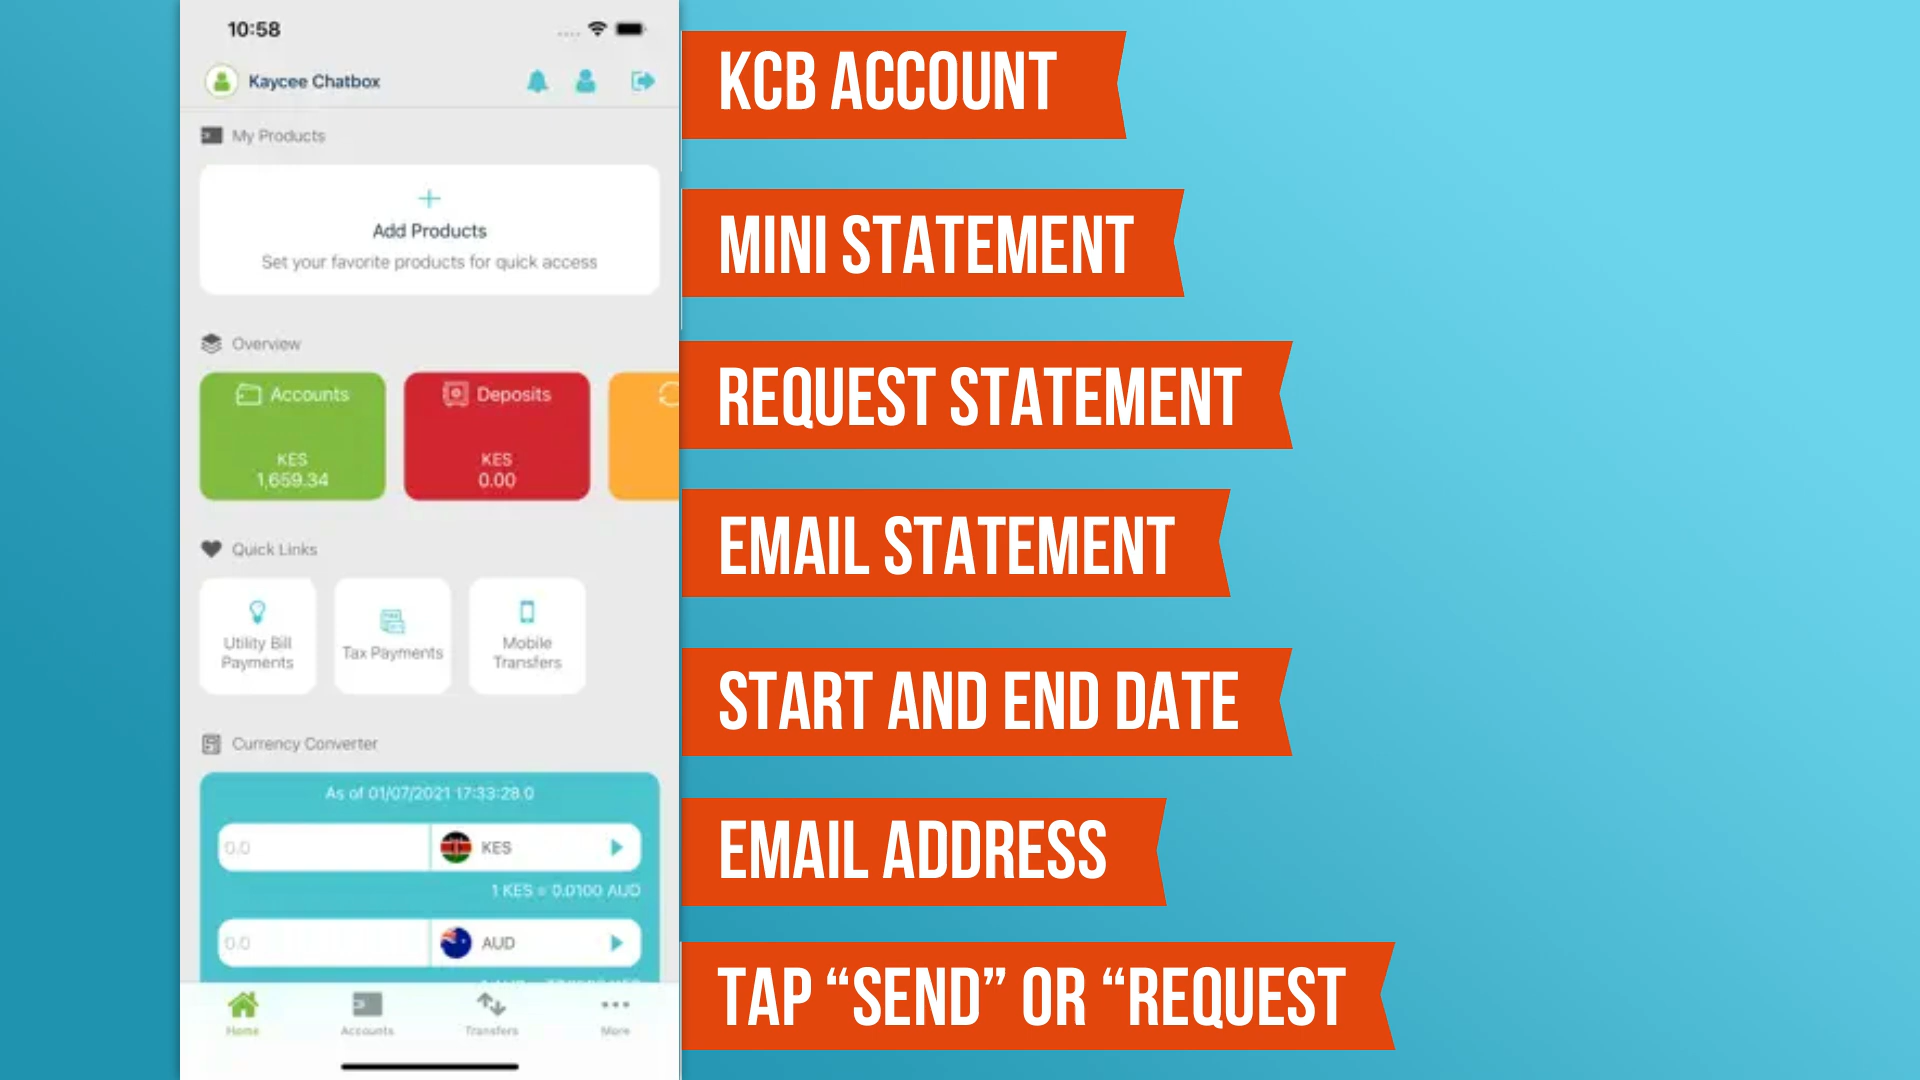 10:58
Kaycee Chatbox
My Products
Add Products
Set your favorite products for quick access
Overview
Accounts
KES
1,659.34
Deposits
KES
0.00
Quick Links
Utility Bill
Payments
Tax Payments
Mobile
Transfers
Currency Converter
As of 01/07/2021 17:33:28.0
0.0
KES
1 KES = 0.0100 AUD
0.0
AUD
Home
Accounts
Transfers
More
KCB ACCOUNT
MINI STATEMENT
REQUEST STATEMENT
EMAIL STATEMENT
START AND END DATE
EMAIL ADDRESS
TAP “SEND” OR “REQUEST